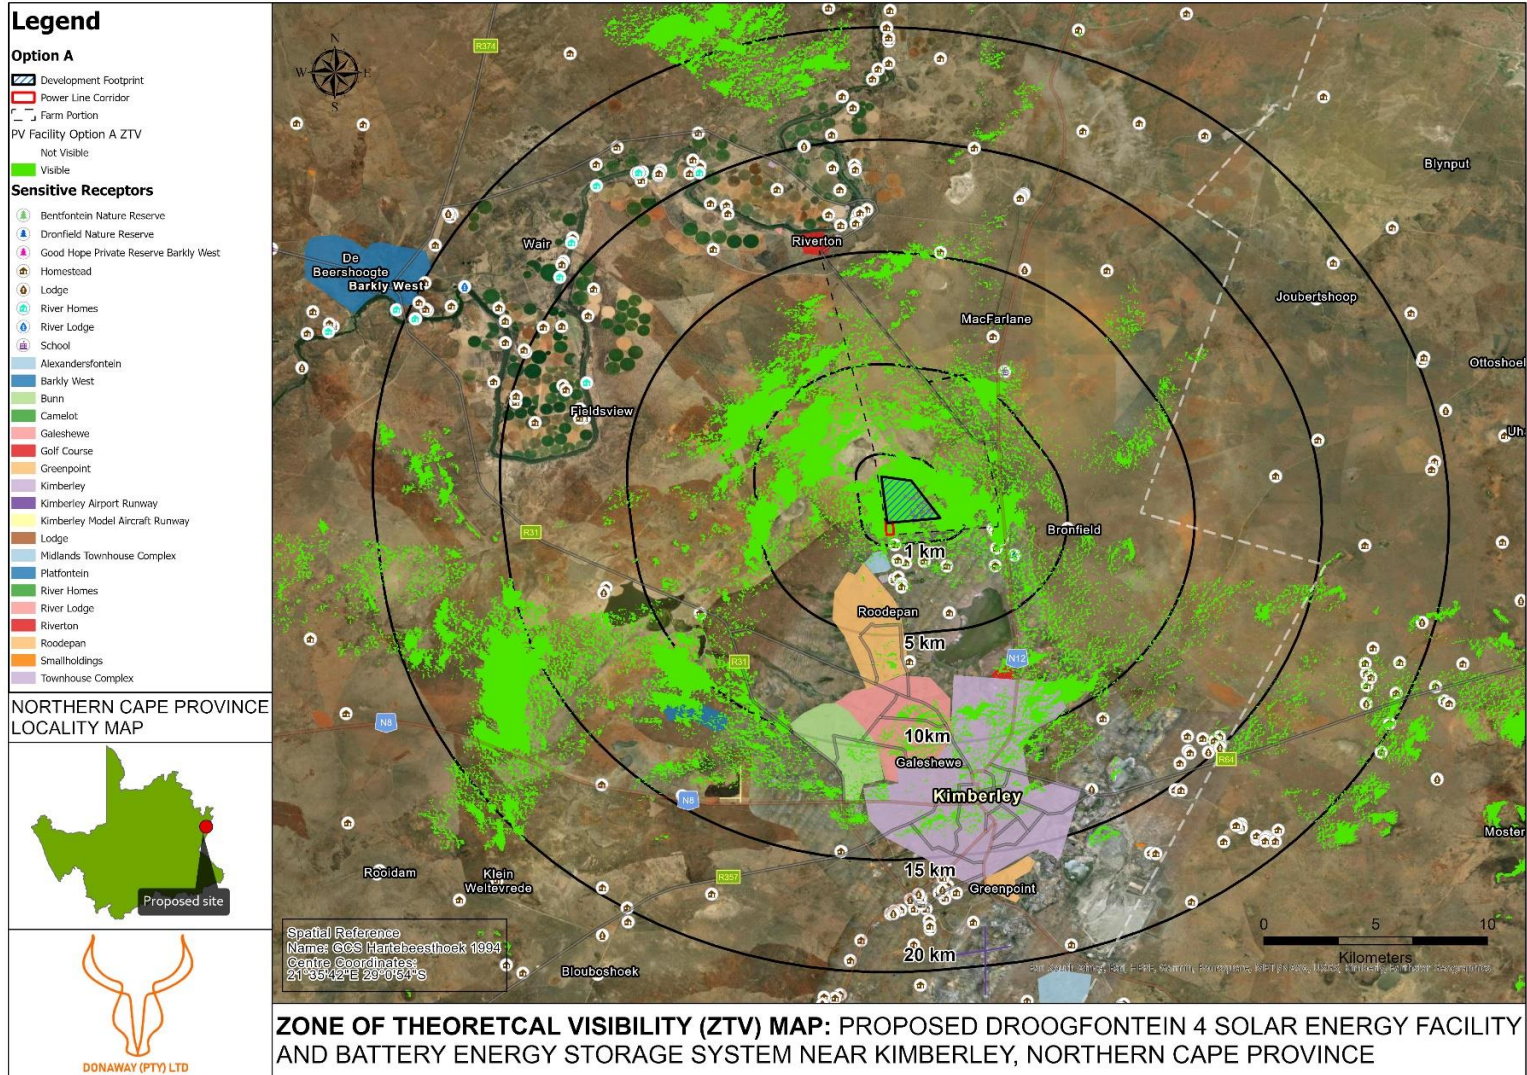 Legend
Option A
Development Footprint
Power Line Corridor
Farm Portion
PV Facility Option A ZTV
Not Visible
Visible
Sensitive Receptors
Bentfontein Nature Reserve
Dronfield Nature Reserve
Good Hope Private Reserve Barkly West
Homestead
Lodge
River Homes
River Lodge
School
Alexandersfontein
Barkly West
Bunn
Camelot
Galeshewe
Golf Course
Greenpoint
Kimberley
Kimberley Airport Runway
Kimberley Model Aircraft Runway
Lodge
Midlands Townhouse Complex
Platfontein
River Homes
River Lodge
Riverton
Roodepan
Smallholdings
Townhouse Complex
NORTHERN CAPE PROVINCE
LOCALITY MAP
Proposed site
DONAWAY (PTY) LTD
N
W
E
S
R374
Blynput
Wair
Riverton
De
Beershoogte
Barkly West
Joubertshoop
MacFarlane
Ottoshoel
Fieldsview
Uh
R31
Bronfield
1 km
Roodepan
5 km
R31
N12
N8
10km
Galeshewe
R64
Kimberley
N8
Moster
15 km
Rooidam
Klein
Weltevrede
R357
Greenpoint
20 km
Blouboshoek
Spatial Reference
Name: GCS Hartebeesthoek 1994
Centre Coordinates:
21°35'42"E 29°0'54"S
0 5 10
Kilometers
ZONE OF THEORETCAL VISIBILITY (ZTV) MAP: PROPOSED DROOGFONTEIN 4 SOLAR ENERGY FACILITY
AND BATTERY ENERGY STORAGE SYSTEM NEAR KIMBERLEY, NORTHERN CAPE PROVINCE